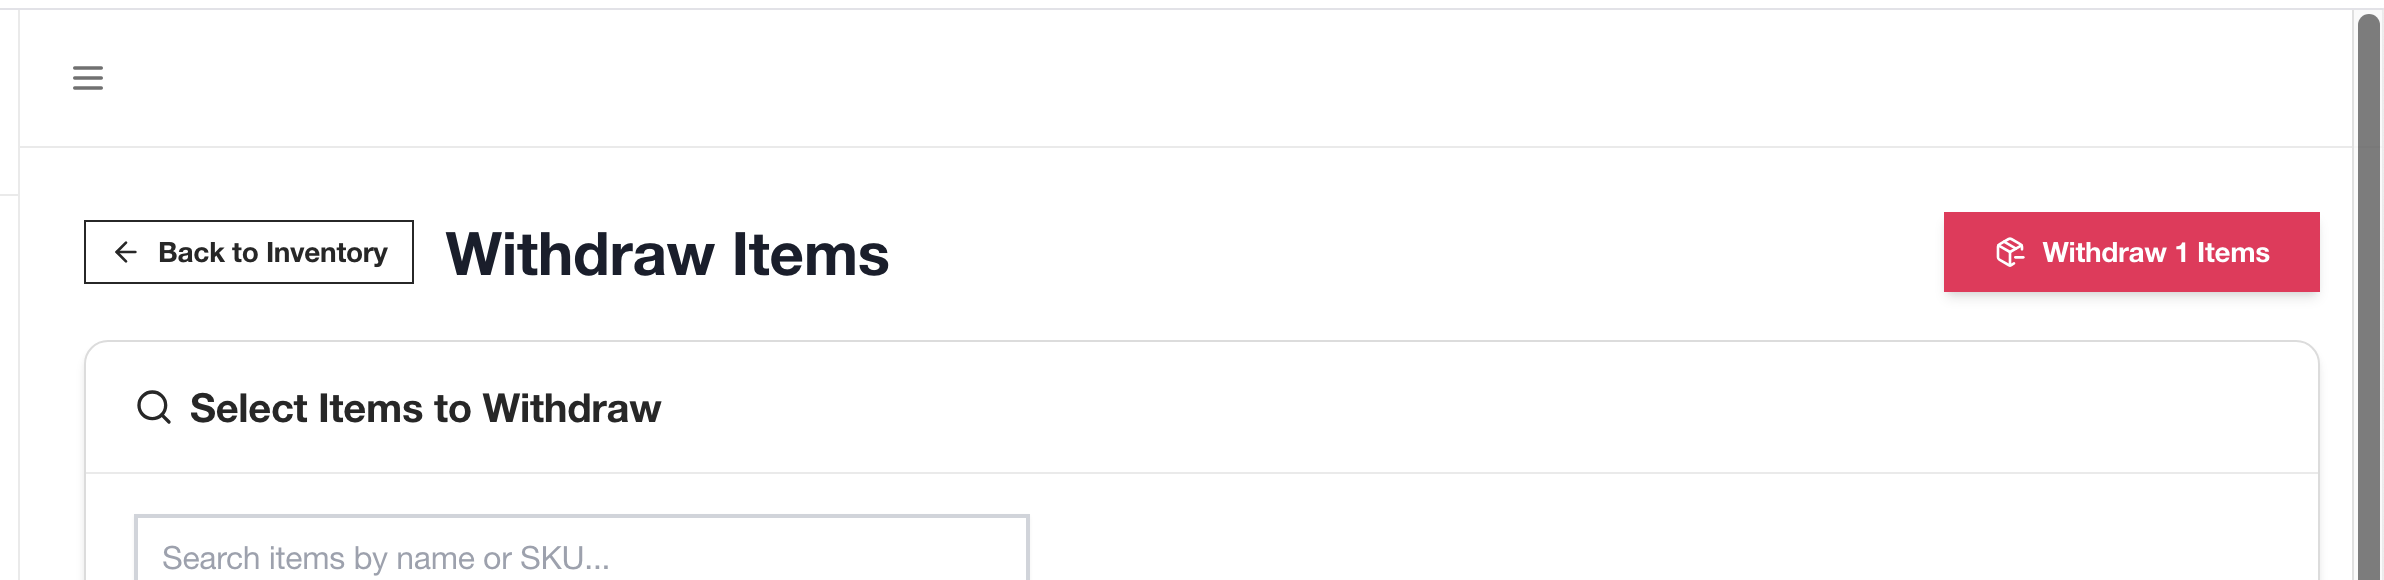 Back to Inventory
Withdraw Items
Withdraw 1 Items
Select Items to Withdraw
Search items by name or SKU...